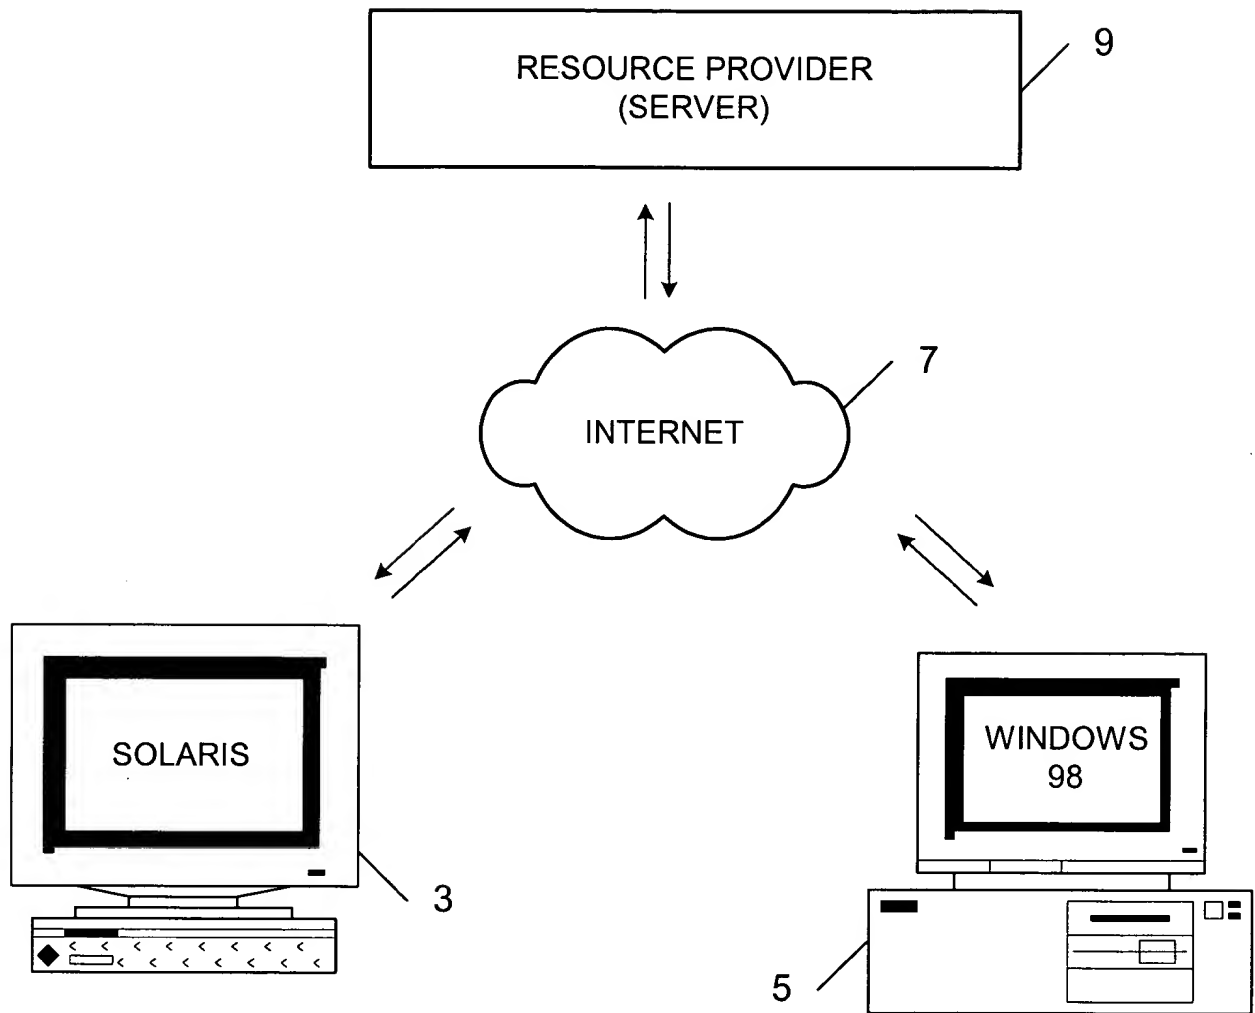 RESOURCE PROVIDER
(SERVER)
9
7
INTERNET
SOLARIS
WINDOWS
98
3
5